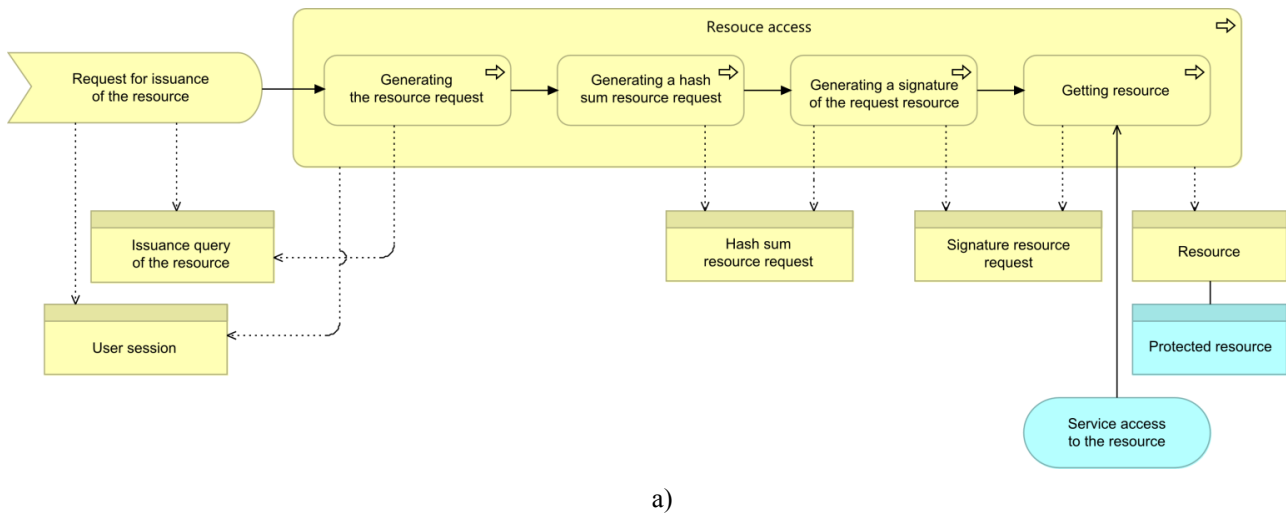 Resouce access
Request for issuance
of the resource
Generating
the resource request
Generating a hash
sum resource request
Generating a signature
of the request resource
Getting resource
Issuance query
of the resource
Hash sum
resource request
Signature resource
request
Resource
User session
Protected resource
Service access
to the resource
a)